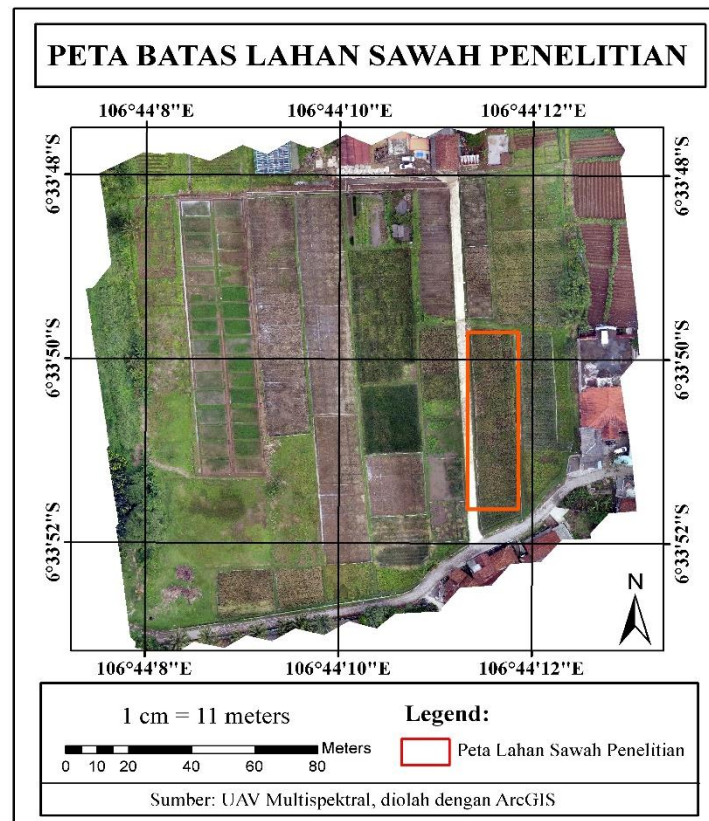 PETA BATAS LAHAN SAWAH PENELITIAN
106°44'8"E 106°44'10"E 106°44'12"E
6°33'48"S 6°33'48"S
6°33'50"S 6°33'50"S
6°33'52"S 6°33'52"S
N
106°44'8"E 106°44'10"E 106°44'12"E
1 cm = 11 meters
Legend:
Meters
0 10 20 40 60 80
Peta Lahan Sawah Penelitian
Sumber: UAV Multispektral, diolah dengan ArcGIS